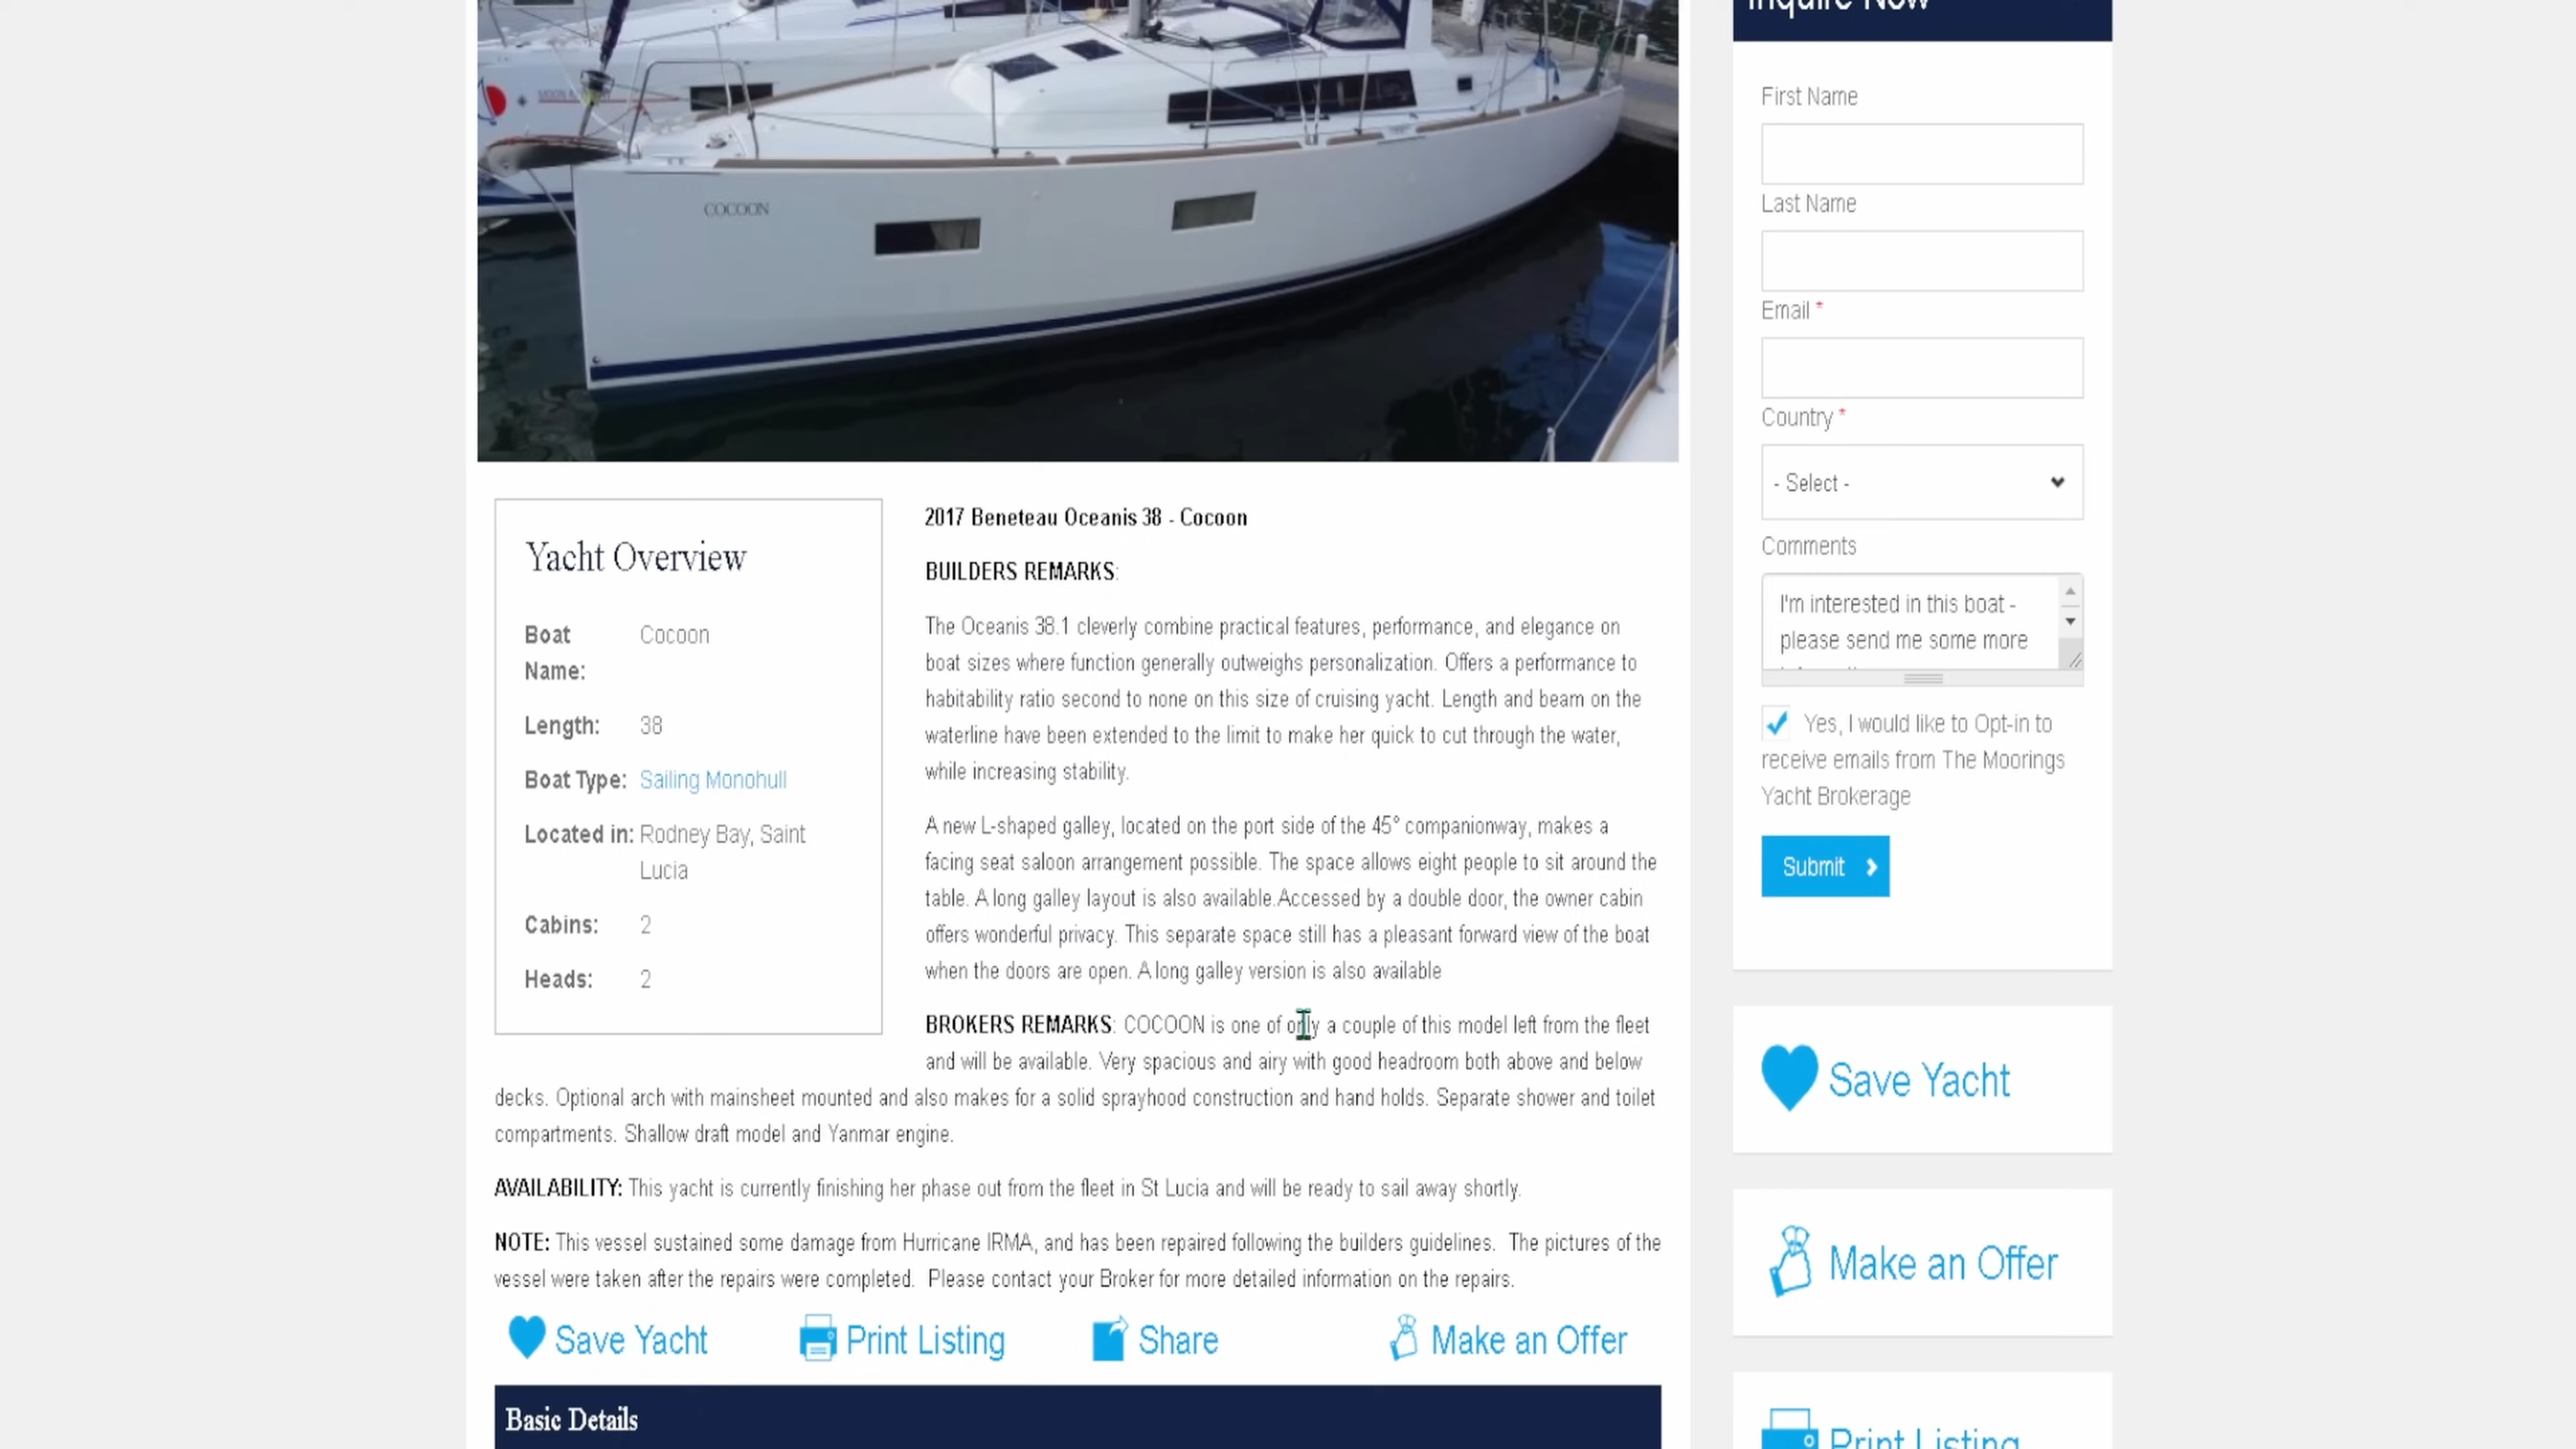 COCOON
2017 Beneteau Oceanis 38 - Cocoon
Yacht Overview
Boat Name: Cocoon
Length: 38
Boat Type: Sailing Monohull
Located in: Rodney Bay, Saint Lucia
Cabins: 2
Heads: 2
BUILDERS REMARKS:
The Oceanis 38.1 cleverly combine practical features, performance, and elegance on
boat sizes where function generally outweighs personalization. Offers a performance to
habitability ratio second to none on this size of cruising yacht. Length and beam on the
waterline have been extended to the limit to make her quick to cut through the water,
while increasing stability.
A new L-shaped galley, located on the port side of the 45° companionway, makes a
facing seat saloon arrangement possible. The space allows eight people to sit around the
table. A long galley layout is also available.Accessed by a double door, the owner cabin
offers wonderful privacy. This separate space still has a pleasant forward view of the boat
when the doors are open. A long galley version is also available
BROKERS REMARKS: COCOON is one of only a couple of this model left from the fleet
and will be available. Very spacious and airy with good headroom both above and below
decks. Optional arch with mainsheet mounted and also makes for a solid sprayhood construction and hand holds. Separate shower and toilet
compartments. Shallow draft model and Yanmar engine.
AVAILABILITY: This yacht is currently finishing her phase out from the fleet in St Lucia and will be ready to sail away shortly.
NOTE: This vessel sustained some damage from Hurricane IRMA, and has been repaired following the builders guidelines. The pictures of the
vessel were taken after the repairs were completed. Please contact your Broker for more detailed information on the repairs.
Save Yacht
Print Listing
Share
Make an Offer
Basic Details
Inquire Now
First Name
Last Name
Email *
Country *
- Select -
Comments
I'm interested in this boat -
please send me some more
Yes, I would like to Opt-in to
receive emails from The Moorings
Yacht Brokerage
Submit
Save Yacht
Make an Offer
Print Listing